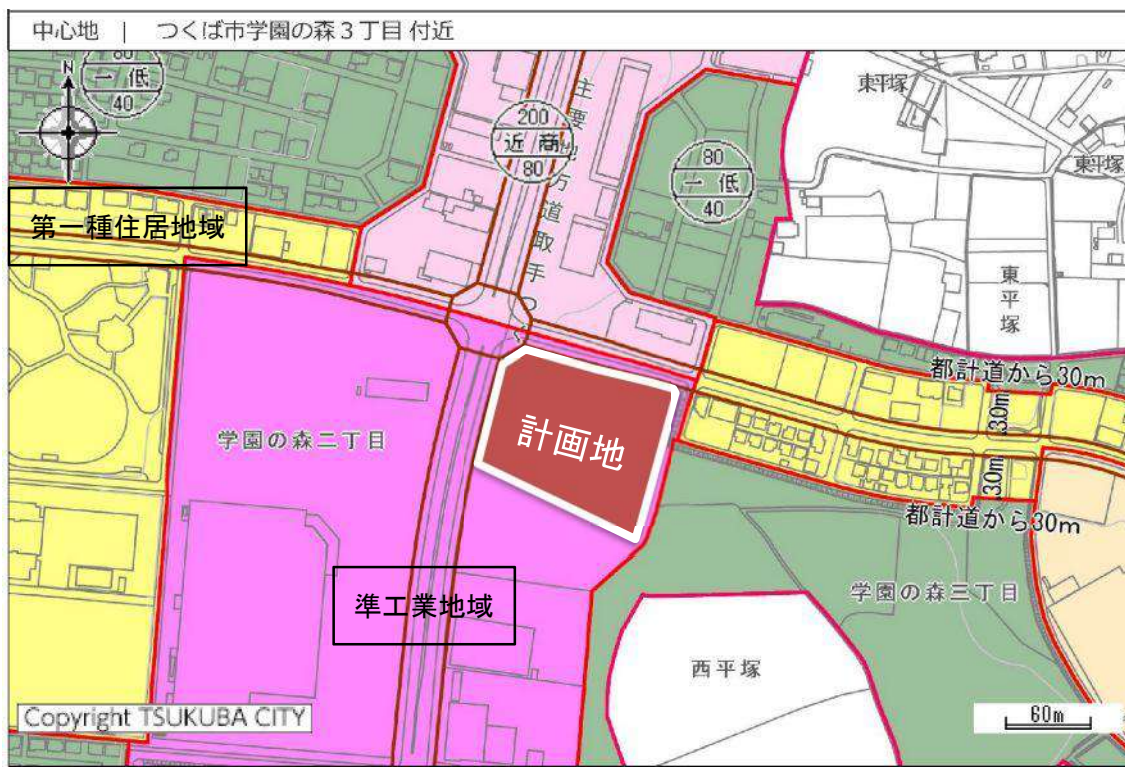 中心地 | つくば市学園の森3丁目 付近
80
一低
40
N
200
近商
80
主要地方道取手つく
80
一低
40
東平塚
東平塚
東平塚
第一種住居地域
都計道から30m
30m
30m
都計道から30m
計画地
学園の森二丁目
学園の森三丁目
準工業地域
西平塚
Copyright TSUKUBA CITY
60m